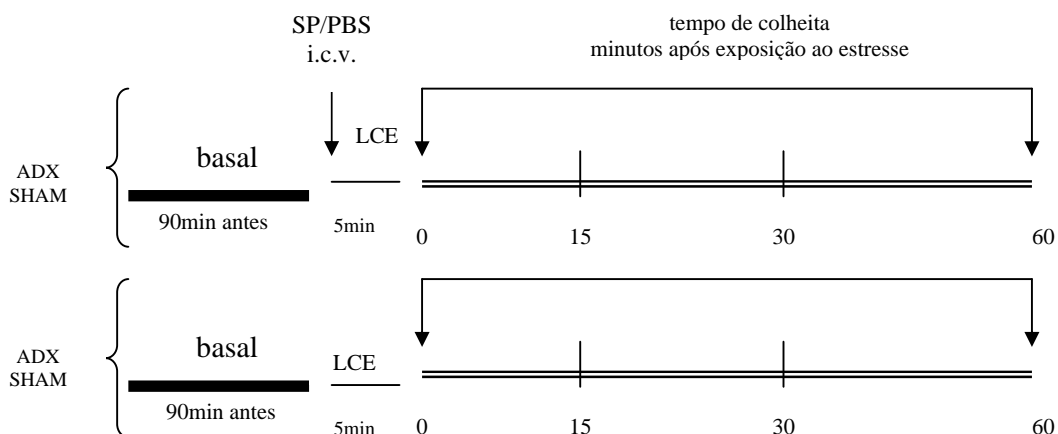 SP/PBS
i.c.v.
tempo de colheita
minutos após exposição ao estresse
LCE
basal
ADX
SHAM
90min antes
5min
0
15
30
60
basal
LCE
ADX
SHAM
90min antes
5min
0
15
30
60